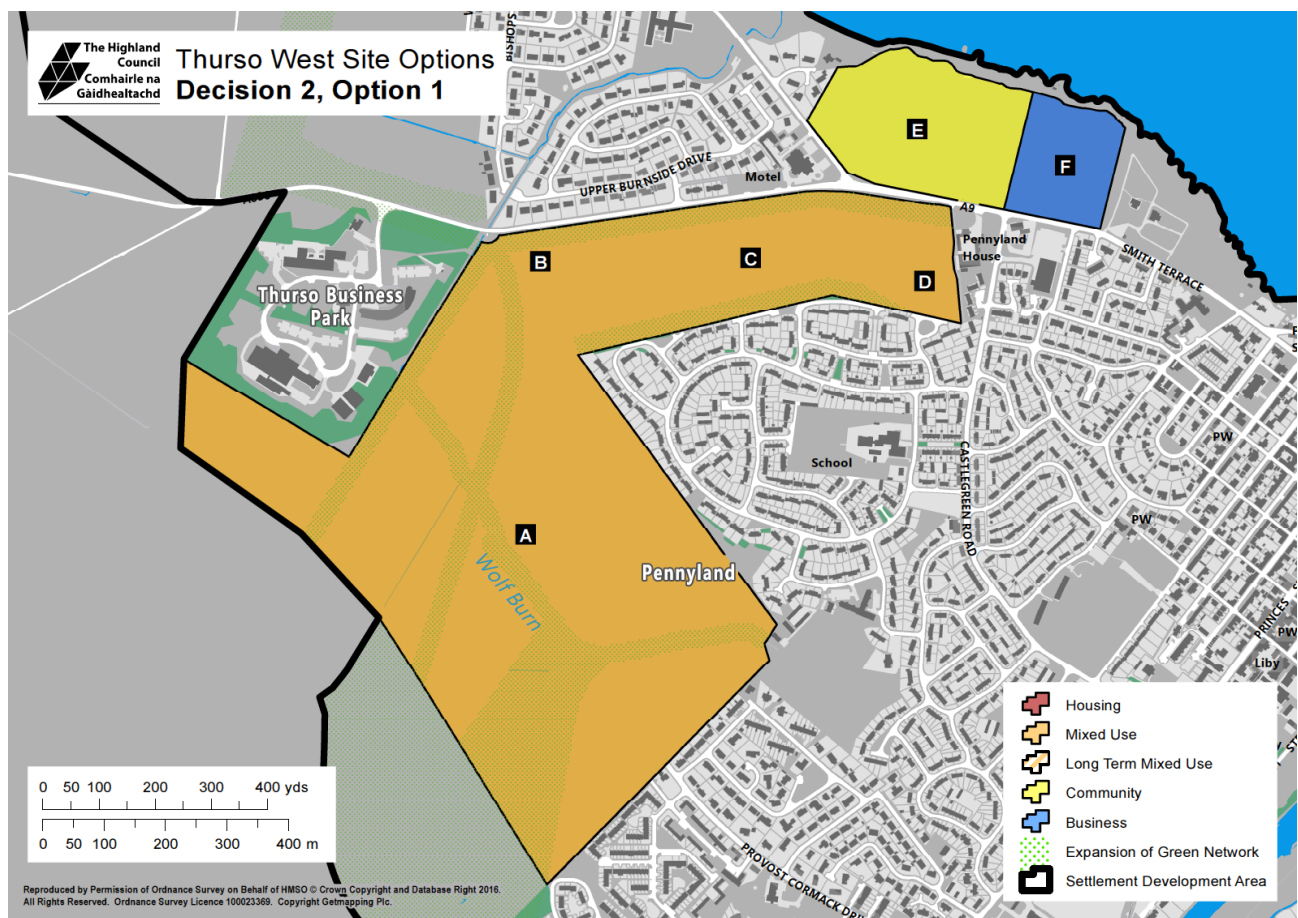 The Highland
Council
Comhairle na
Gàidhealtachd
Thurso West Site Options
Decision 2, Option 1
BISHOPS
UPPER BURNSIDE DRIVE
Motel
E
F
A9
SMITH TERRACE
Pennyland
House
B
C
D
Thurso Business
Park
School
CASTLEGREEN ROAD
PW
PW
A
Wolf Burn
Pennyland
PRINCES
PW
Liby
PROVOST CORMACK DRI
Housing
Mixed Use
Long Term Mixed Use
Community
Business
Expansion of Green Network
Settlement Development Area
0 50 100 200 300 400 yds
0 50 100 200 300 400 m
Reproduced by Permission of Ordnance Survey on Behalf of HMSO © Crown Copyright and Database Right 2016.
All Rights Reserved. Ordnance Survey Licence 100023369. Copyright Getmapping Plc.